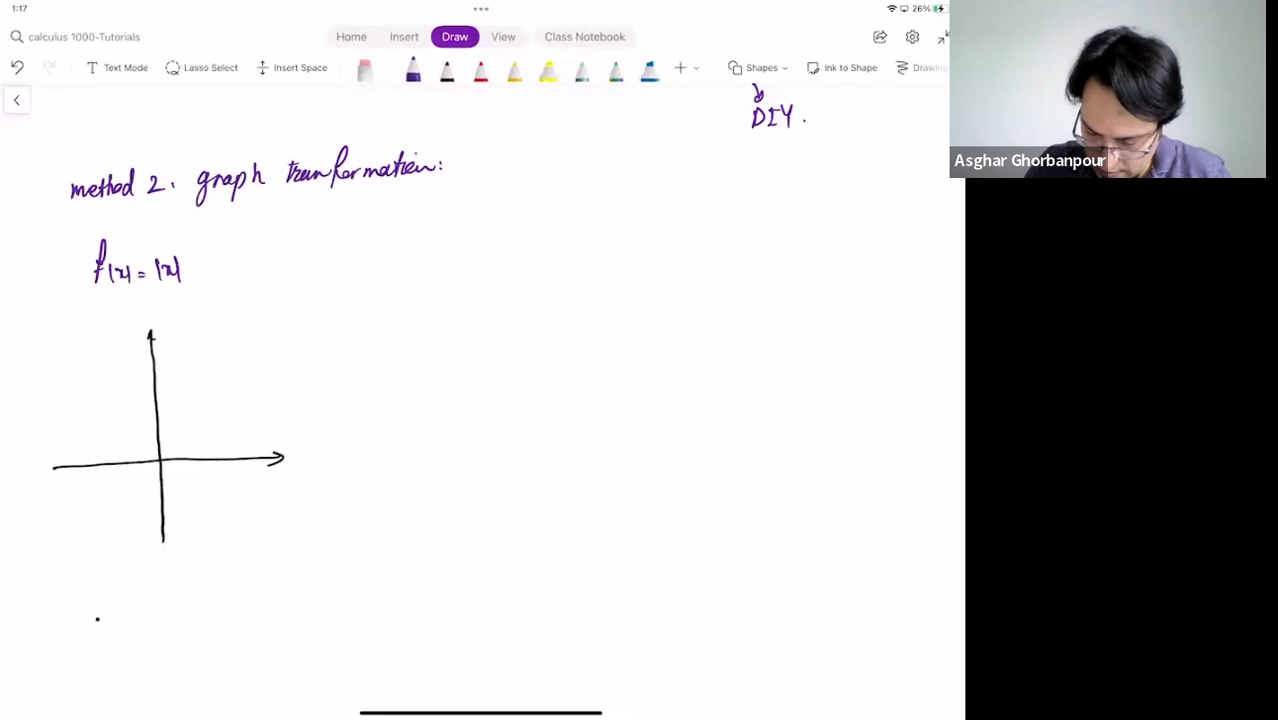 1:17
26%
calculus 1000-Tutorials
Home Insert Draw View Class Notebook
Text Mode Lasso Select Insert Space Shapes Ink to Shape Drawing
Asghar Ghorbanpour
DIY.
method 2. graph transformation:
f(x) = |x|